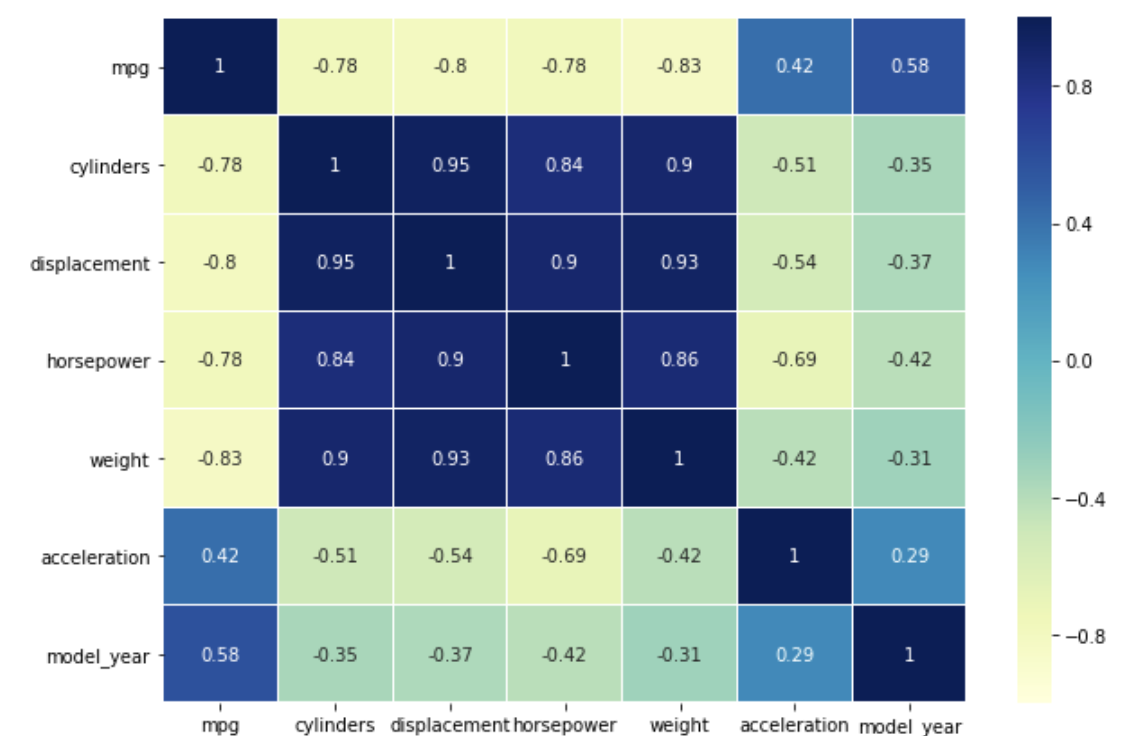 mpg 1 -0.78 -0.8 -0.78 -0.83 0.42 0.58
cylinders -0.78 1 0.95 0.84 0.9 -0.51 -0.35
displacement -0.8 0.95 1 0.9 0.93 -0.54 -0.37
horsepower -0.78 0.84 0.9 1 0.86 -0.69 -0.42
weight -0.83 0.9 0.93 0.86 1 -0.42 -0.31
acceleration 0.42 -0.51 -0.54 -0.69 -0.42 1 0.29
model_year 0.58 -0.35 -0.37 -0.42 -0.31 0.29 1
mpg cylinders displacement horsepower weight acceleration model_year
0.8
0.4
0.0
−0.4
−0.8